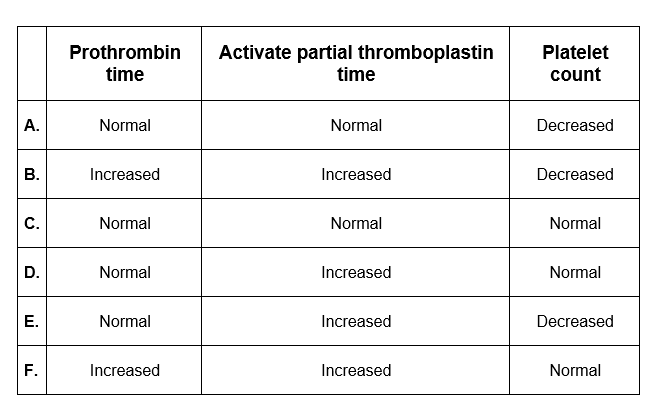 Prothrombin time Activate partial thromboplastin time Platelet count
A. Normal Normal Decreased
B. Increased Increased Decreased
C. Normal Normal Normal
D. Normal Increased Normal
E. Normal Increased Decreased
F. Increased Increased Normal